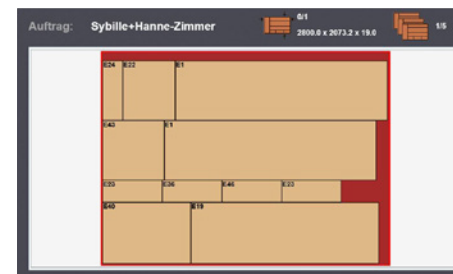 Auftrag: Sybille+Hanne-Zimmer
0/1
2800.0 x 2073.2 x 19.0
1/5
E24 E22 E1
E43 E1
E23 E26 E46 E22
E40 E19